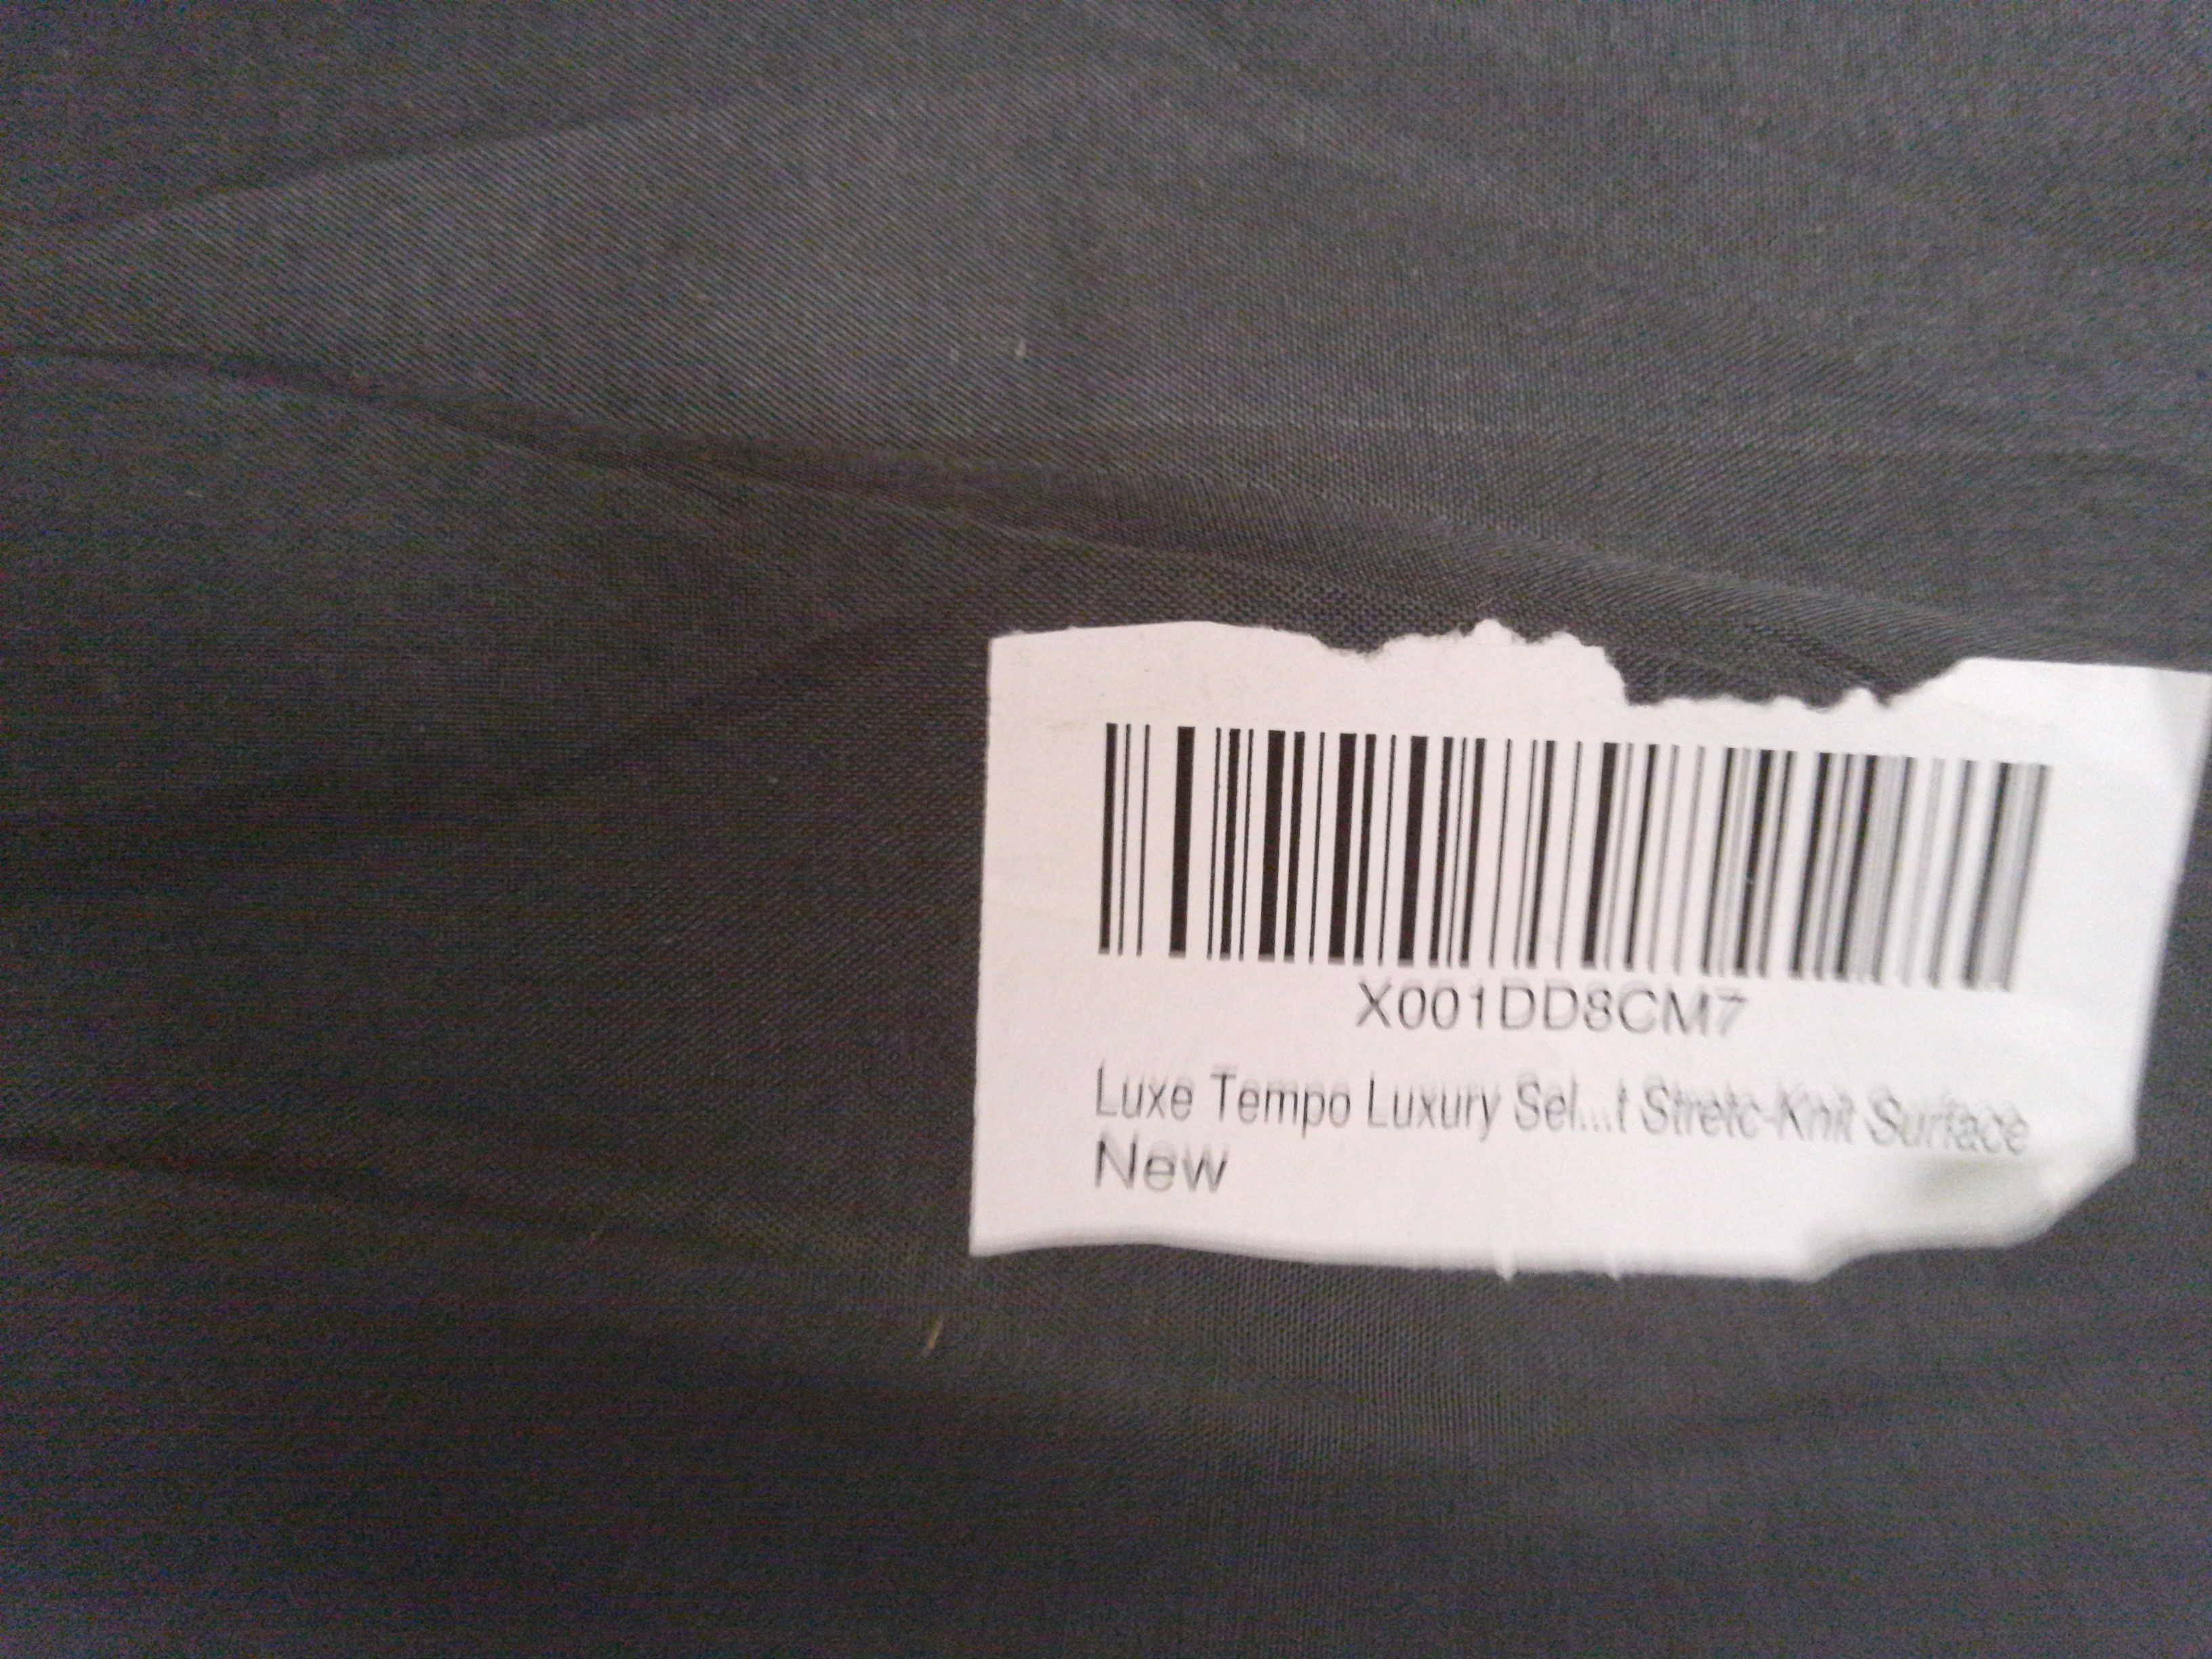 X001DD8CM7
Luxe Tempo Luxury Sel...t Stretc-Knit Surface
New